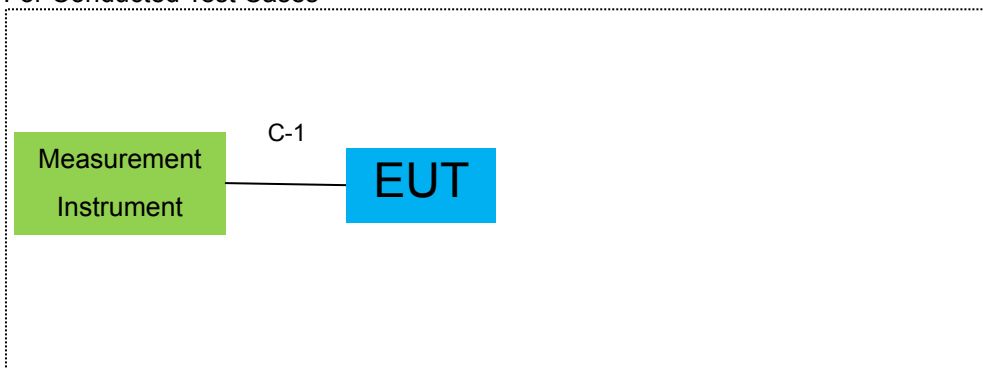 For Conducted Test Cases
C-1
Measurement
Instrument
EUT